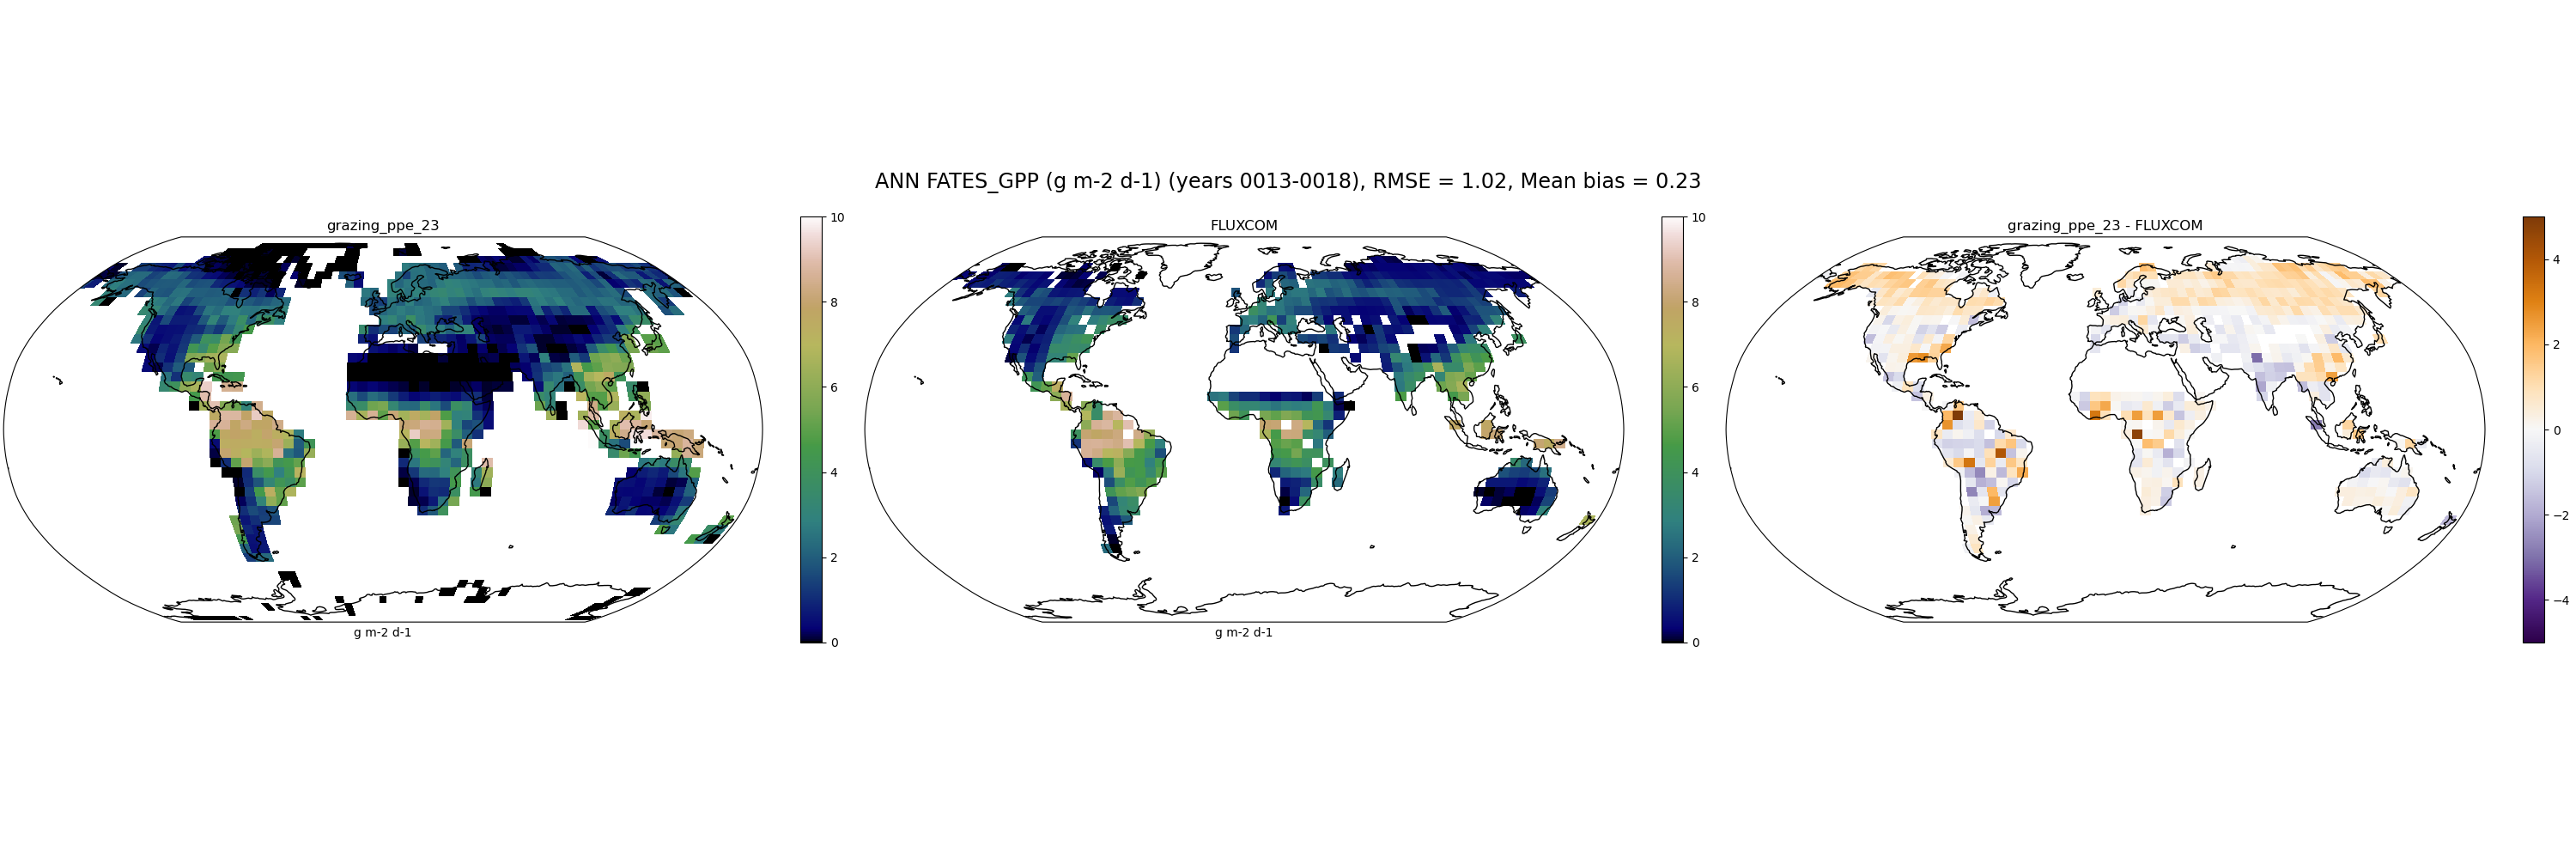 ANN FATES_GPP (g m-2 d-1) (years 0013-0018), RMSE = 1.02, Mean bias = 0.23
grazing_ppe_23
10
8
6
4
2
0
g m-2 d-1
FLUXCOM
10
8
6
4
2
0
g m-2 d-1
grazing_ppe_23 - FLUXCOM
4
2
0
−2
−4